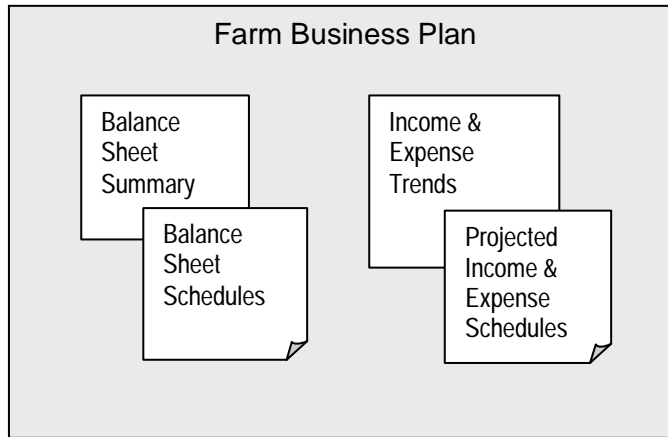 Farm Business Plan
Balance
Sheet
Summary
Balance
Sheet
Schedules
Income &
Expense
Trends
Projected
Income &
Expense
Schedules